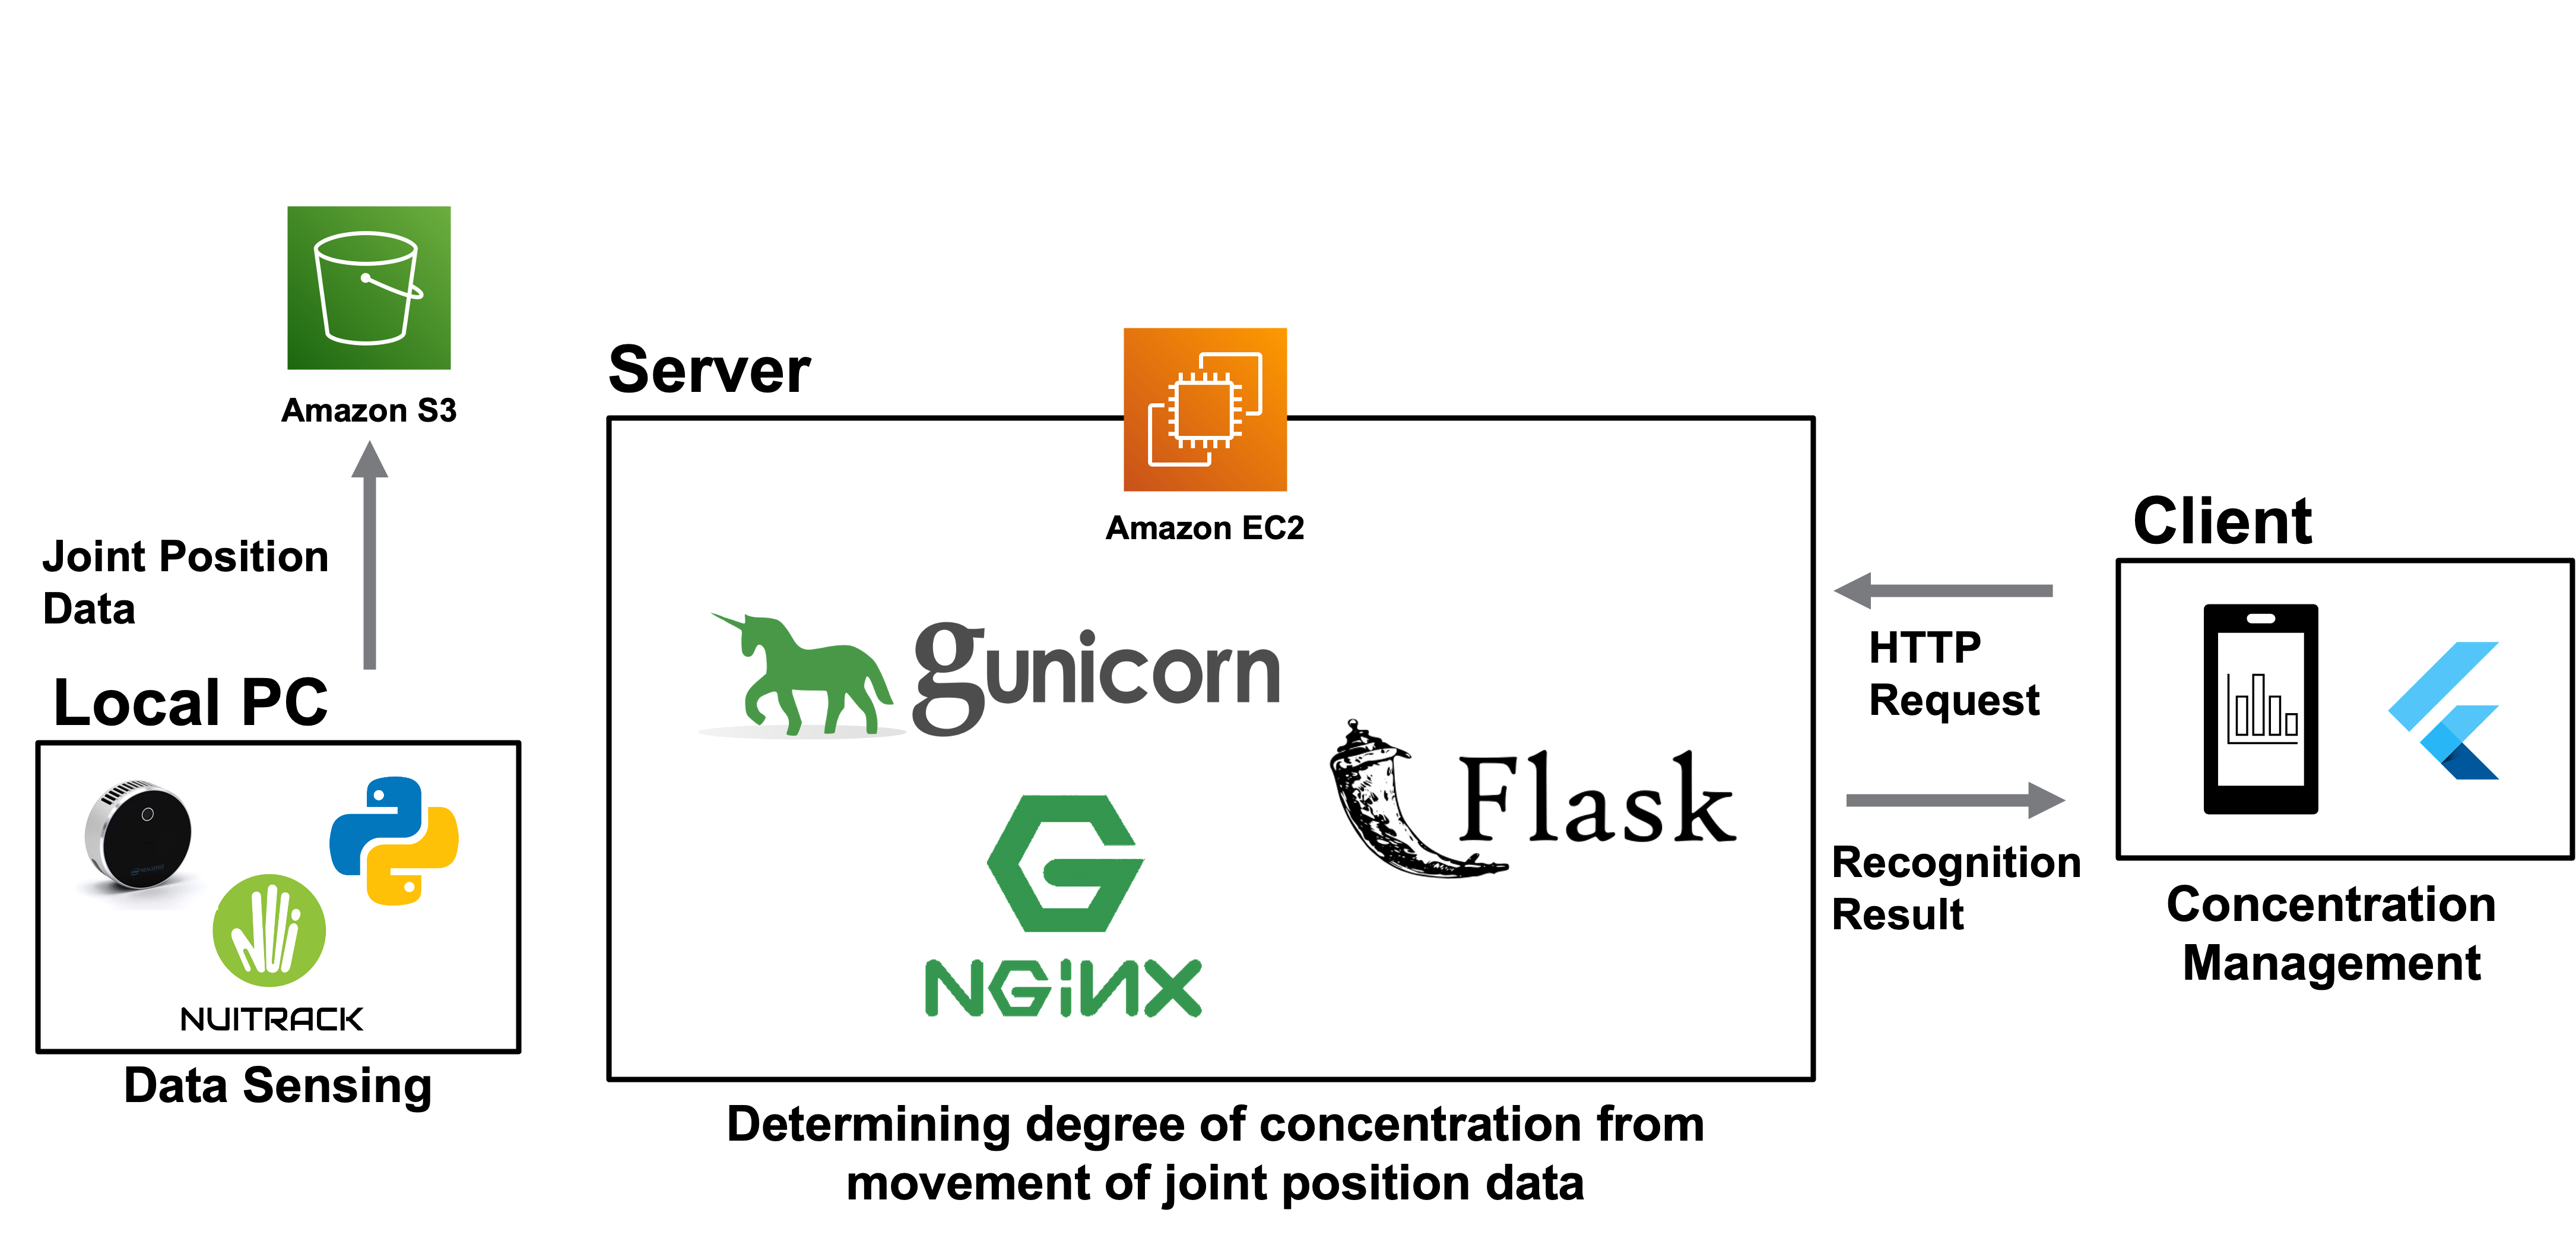 Amazon S3
Joint Position
Data
Local PC
NUITRACK
Data Sensing
Server
Amazon EC2
gunicorn
Flask
NGiNX
Determining degree of concentration from
movement of joint position data
HTTP
Request
Recognition
Result
Client
Concentration
Management